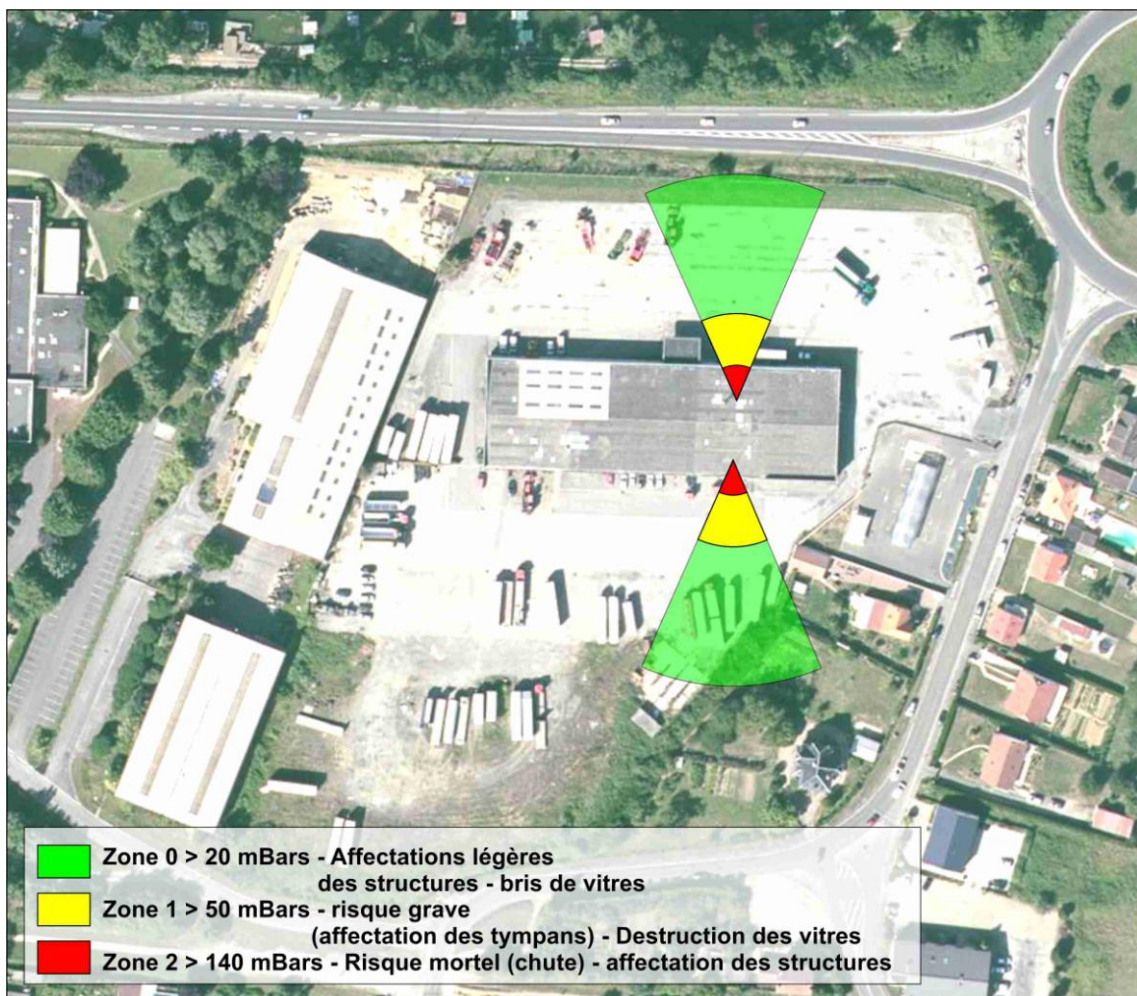 Zone 0 > 20 mBars - Affectations légères
des structures - bris de vitres
Zone 1 > 50 mBars - risque grave
(affectation des tympans) - Destruction des vitres
Zone 2 > 140 mBars - Risque mortel (chute) - affectation des structures